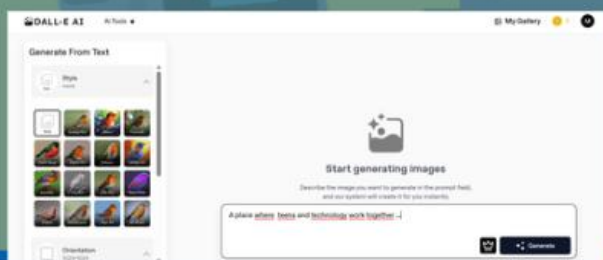 DALL-E AI
AI Tools
My Gallery
Generate From Text
Style
Start generating images
Describe the image you want to generate in the prompt field,
and our system will create it for you instantly.
A place where teens and technology work together ...
Generate
Orientation